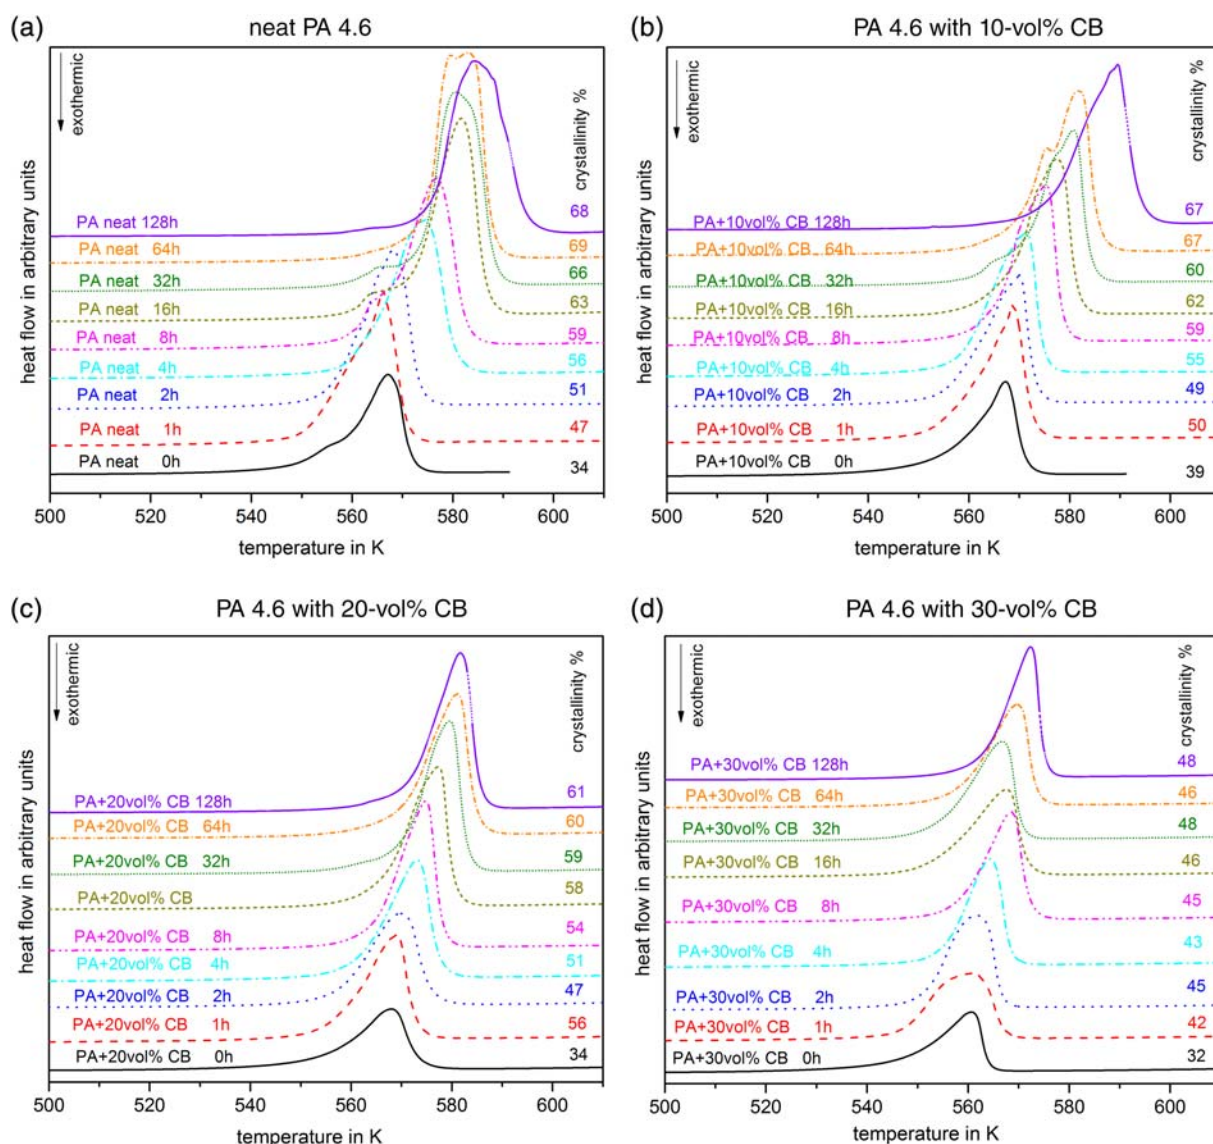 (a)
neat PA 4.6
exothermic
heat flow in arbitrary units
crystallinity %
PA neat 128h 68
PA neat 64h 69
PA neat 32h 66
PA neat 16h 63
PA neat 8h 59
PA neat 4h 56
PA neat 2h 51
PA neat 1h 47
PA neat 0h 34
500 520 540 560 580 600
temperature in K
(b)
PA 4.6 with 10-vol% CB
exothermic
heat flow in arbitrary units
crystallinity %
PA+10vol% CB 128h 67
PA+10vol% CB 64h 67
PA+10vol% CB 32h 60
PA+10vol% CB 16h 62
PA+10vol% CB 8h 59
PA+10vol% CB 4h 55
PA+10vol% CB 2h 49
PA+10vol% CB 1h 50
PA+10vol% CB 0h 39
500 520 540 560 580 600
temperature in K
(c)
PA 4.6 with 20-vol% CB
exothermic
heat flow in arbitrary units
crystallinity %
PA+20vol% CB 128h 61
PA+20vol% CB 64h 60
PA+20vol% CB 32h 59
PA+20vol% CB 58
PA+20vol% CB 8h 54
PA+20vol% CB 4h 51
PA+20vol% CB 2h 47
PA+20vol% CB 1h 56
PA+20vol% CB 0h 34
500 520 540 560 580 600
temperature in K
(d)
PA 4.6 with 30-vol% CB
exothermic
heat flow in arbitrary units
crystallinity %
PA+30vol% CB 128h 48
PA+30vol% CB 64h 46
PA+30vol% CB 32h 48
PA+30vol% CB 16h 46
PA+30vol% CB 8h 45
PA+30vol% CB 4h 43
PA+30vol% CB 2h 45
PA+30vol% CB 1h 42
PA+30vol% CB 0h 32
500 520 540 560 580 600
temperature in K